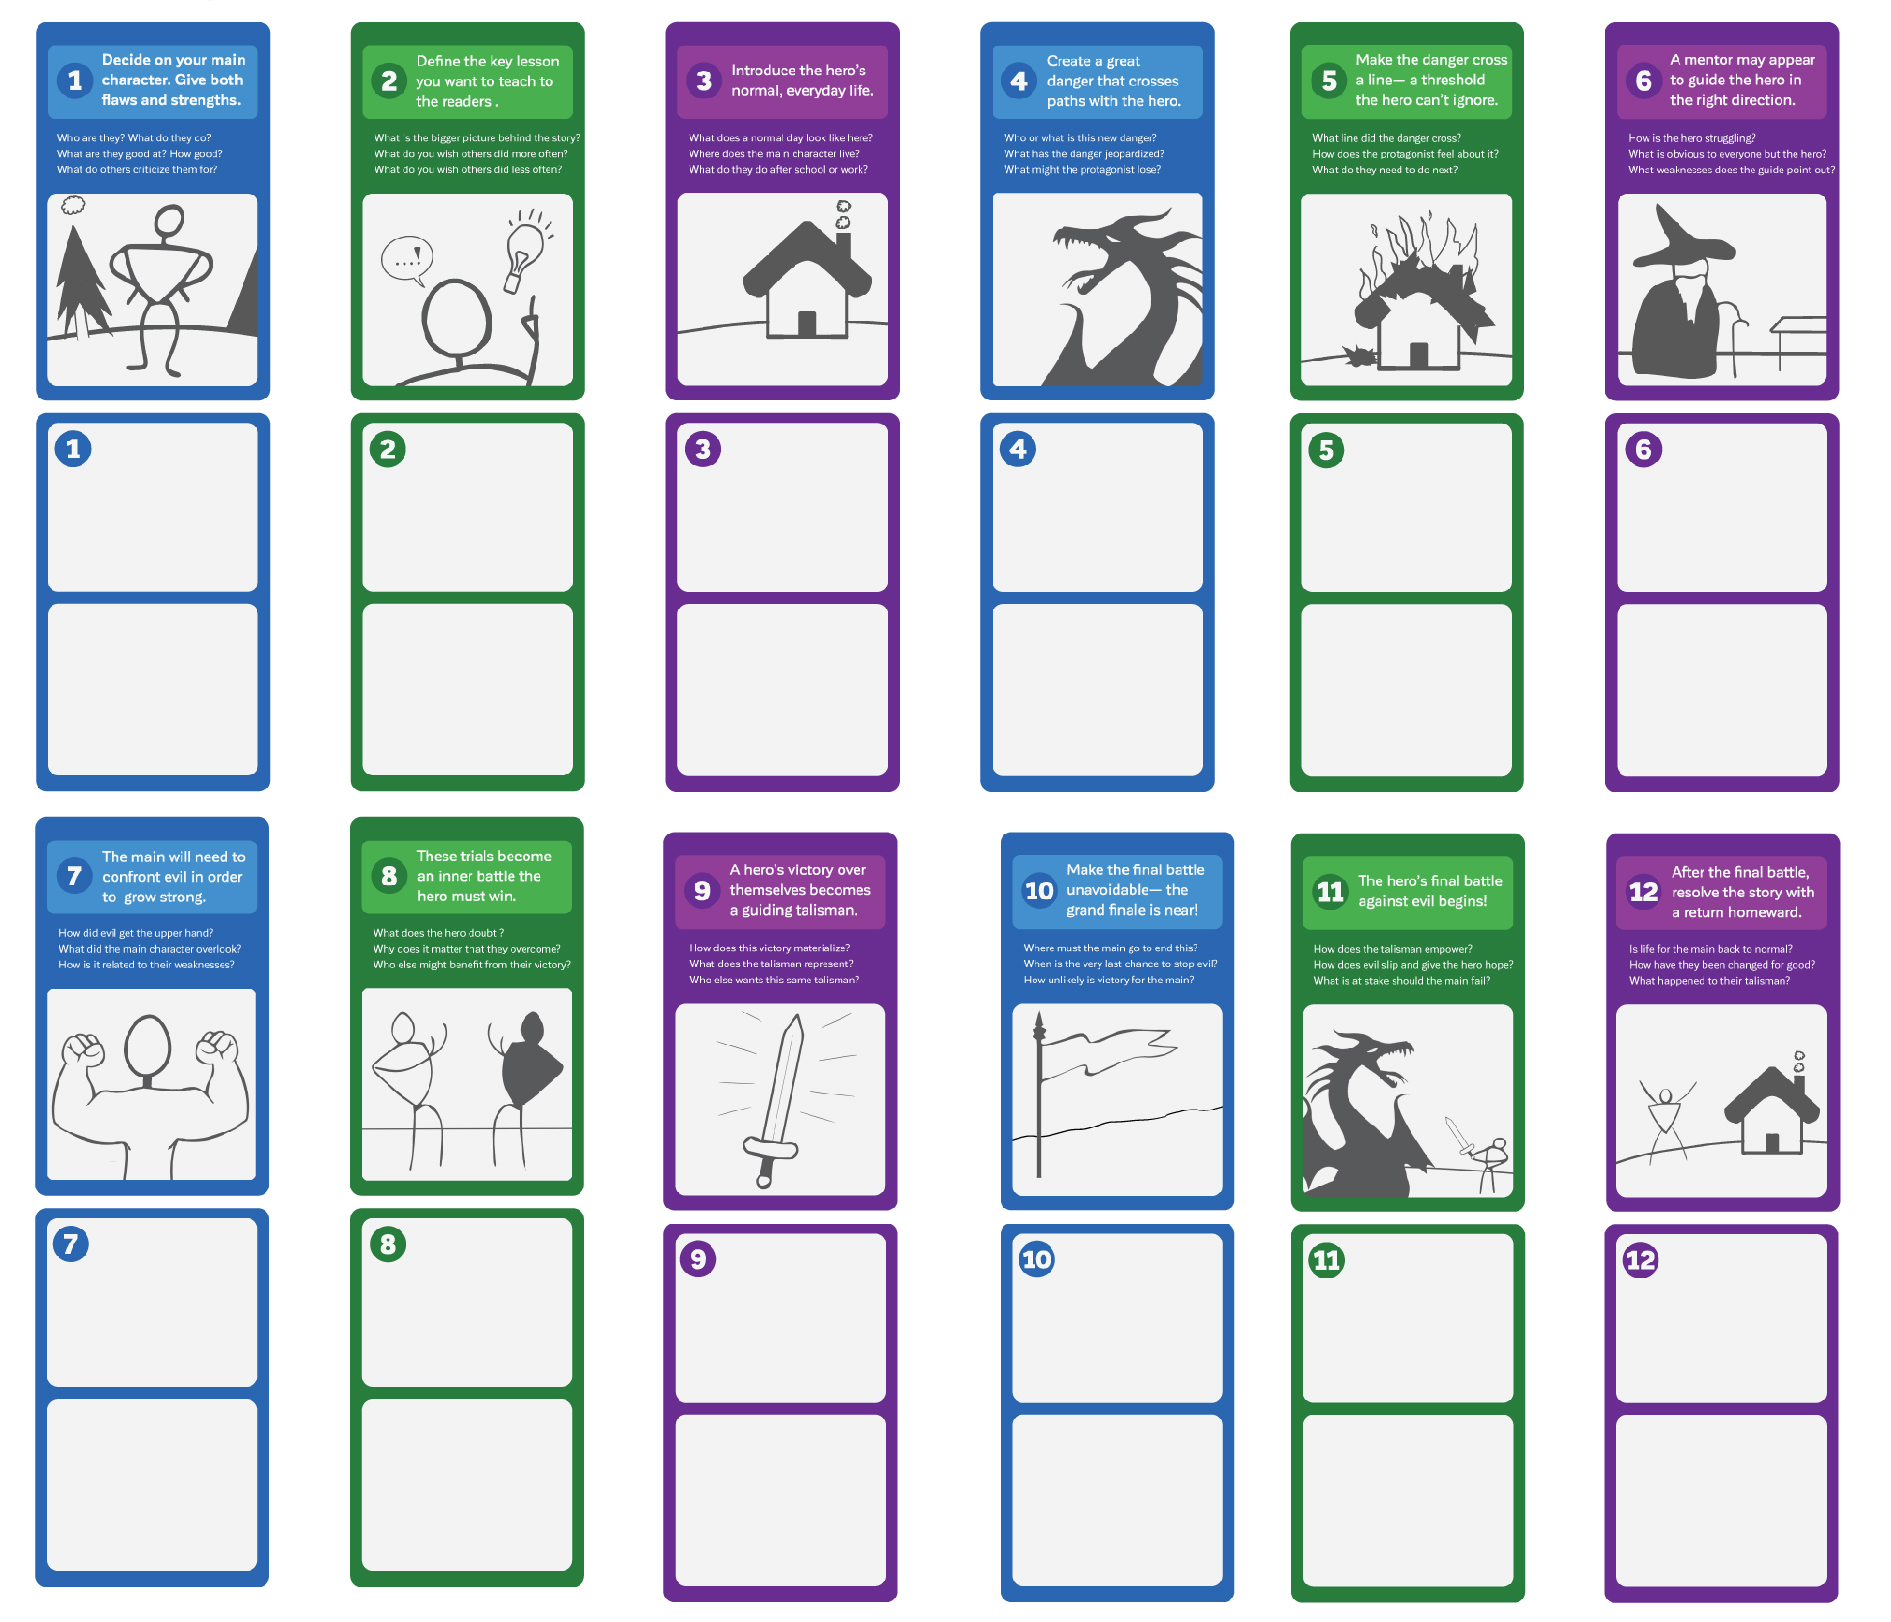 1
Decide on your main
character. Give both
flaws and strengths.
Who are they? What do they do?
What are they good at? How good?
What do others criticize them for?
2
Define the key lesson
you want to teach to
the readers .
What is the bigger picture behind the story?
What do you wish others did more often?
What do you wish others did less often?
....!
3
Introduce the hero's
normal, everyday life.
What does a normal day look like here?
Where does the main character live?
What do they do after school or work?
4
Create a great
danger that crosses
paths with the hero.
Who or what is this new danger?
What has the danger jeopardized?
What might the protagonist lose?
5
Make the danger cross
a line— a threshold
the hero can't ignore.
What line did the danger cross?
How does the protagonist feel about it?
What do they need to do next?
6
A mentor may appear
to guide the hero in
the right direction.
How is the hero struggling?
What is obvious to everyone but the hero?
What weaknesses does the guide point out?
1
2
3
4
5
6
7
The main will need to
confront evil in order
to grow strong.
How did evil get the upper hand?
What did the main character overlook?
How is it related to their weaknesses?
8
These trials become
an inner battle the
hero must win.
What does the hero doubt ?
Why does it matter that they overcome?
Who else might benefit from their victory?
9
A hero's victory over
themselves becomes
a guiding talisman.
How does this victory materialize?
What does the talisman represent?
Who else wants this same talisman?
10
Make the final battle
unavoidable— the
grand finale is near!
Where must the main go to end this?
When is the very last chance to stop evil?
How unlikely is victory for the main?
11
The hero's final battle
against evil begins!
How does the talisman empower?
How does evil slip and give the hero hope?
What is at stake should the main fail?
12
After the final battle,
resolve the story with
a return homeward.
Is life for the main back to normal?
How have they been changed for good?
What happened to their talisman?
7
8
9
10
11
12